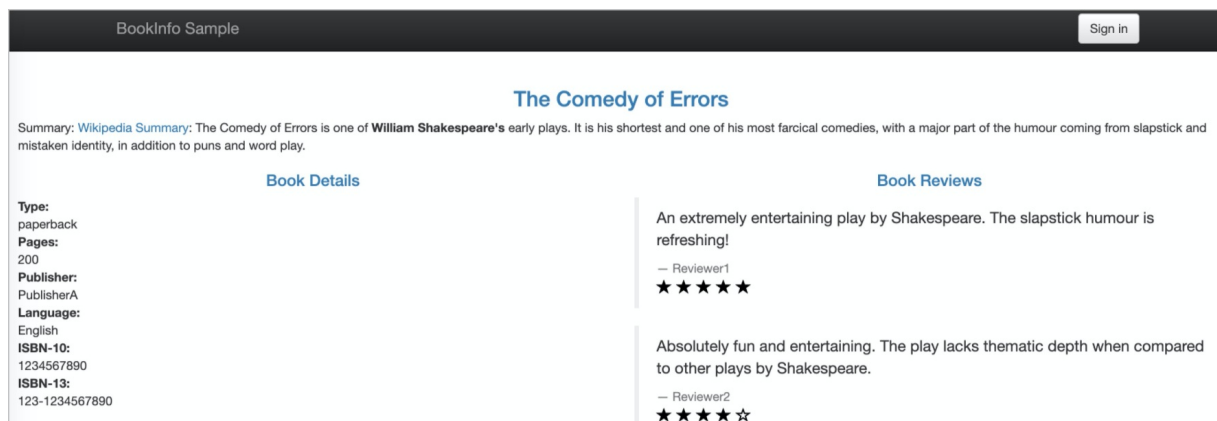 BookInfo Sample
Sign in
The Comedy of Errors
Summary: Wikipedia Summary: The Comedy of Errors is one of William Shakespeare's early plays. It is his shortest and one of his most farcical comedies, with a major part of the humour coming from slapstick and
mistaken identity, in addition to puns and word play.
Book Details
Type:
paperback
Pages:
200
Publisher:
PublisherA
Language:
English
ISBN-10:
1234567890
ISBN-13:
123-1234567890
Book Reviews
An extremely entertaining play by Shakespeare. The slapstick humour is
refreshing!
— Reviewer1
★★★★★
Absolutely fun and entertaining. The play lacks thematic depth when compared
to other plays by Shakespeare.
— Reviewer2
★★★★☆